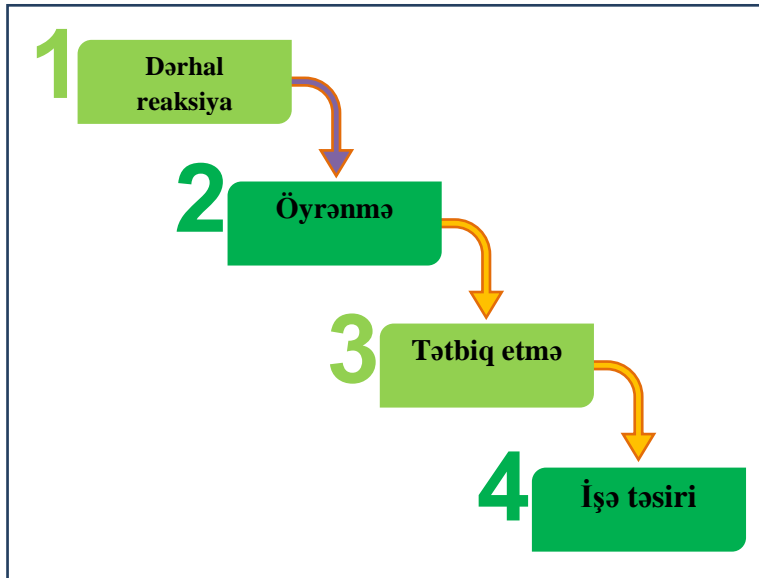 1
Dərhal
reaksiya
2
Öyrənmə
3
Tətbiq etmə
4
İşə təsiri